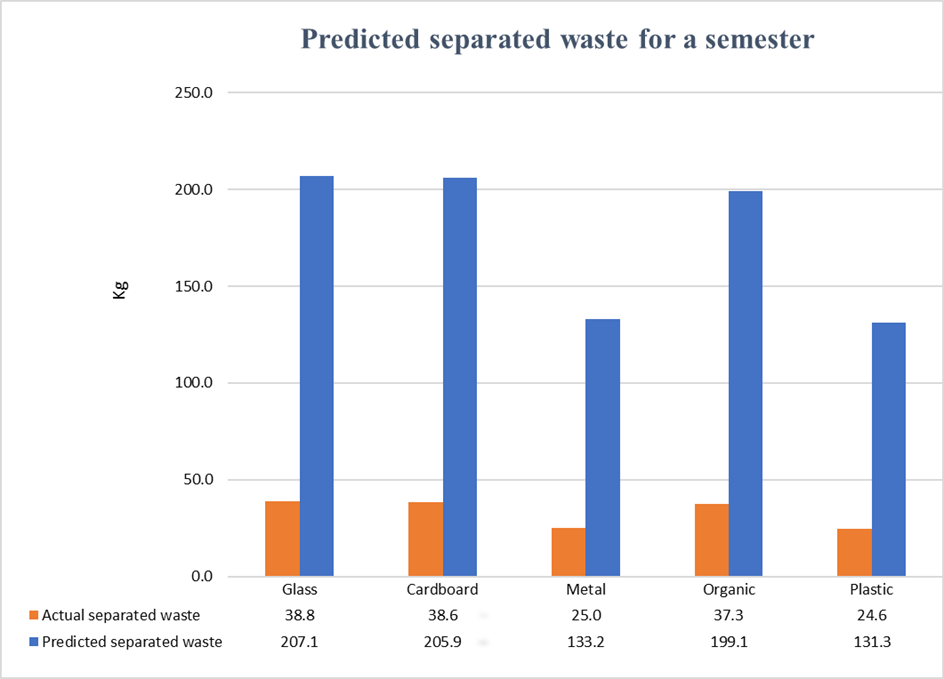 Predicted separated waste for a semester
250.0
200.0
150.0
100.0
50.0
0.0
Kg
Glass Cardboard Metal Organic Plastic
Actual separated waste 38.8 38.6 25.0 37.3 24.6
Predicted separated waste 207.1 205.9 133.2 199.1 131.3